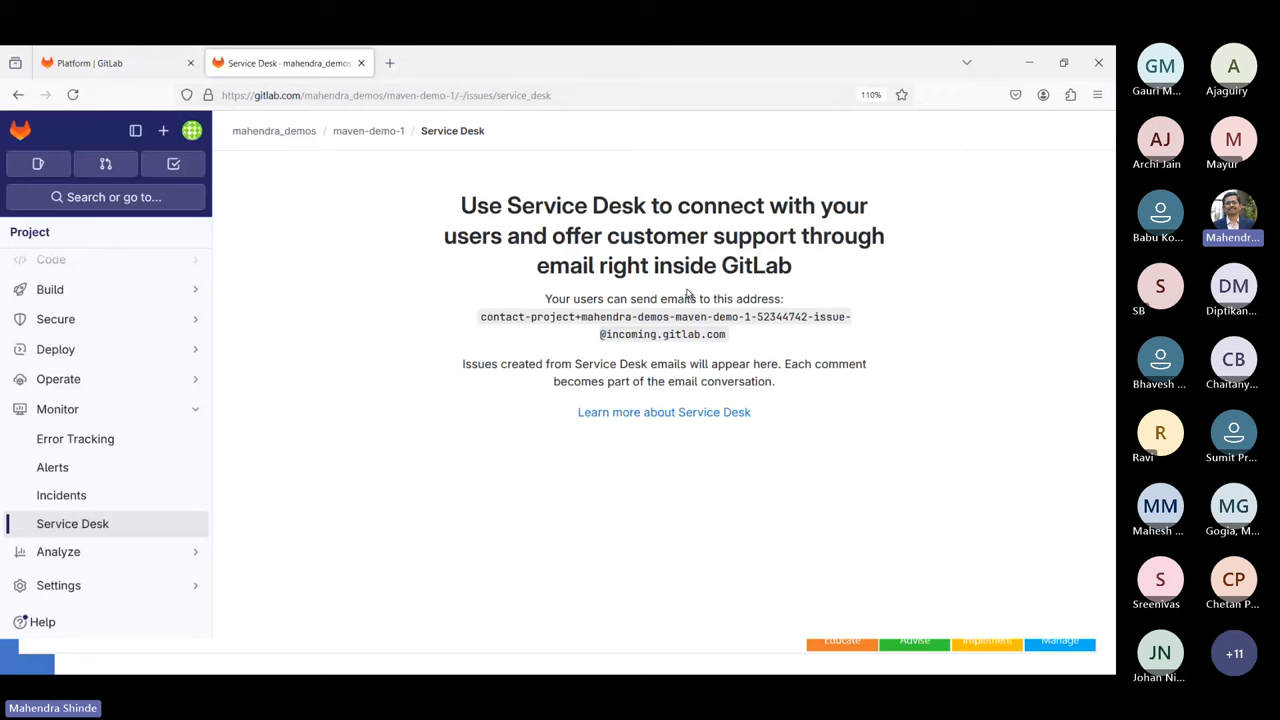 Platform | GitLab
Service Desk · mahendra_demos
https://gitlab.com/mahendra_demos/maven-demo-1/-/issues/service_desk
110%
Search or go to...
Project
Code
Build
Secure
Deploy
Operate
Monitor
Error Tracking
Alerts
Incidents
Service Desk
Analyze
Settings
Help
mahendra_demos / maven-demo-1 / Service Desk
Use Service Desk to connect with your
users and offer customer support through
email right inside GitLab
Your users can send emails to this address:
contact-project+mahendra-demos-maven-demo-1-52344742-issue-
@incoming.gitlab.com
Issues created from Service Desk emails will appear here. Each comment
becomes part of the email conversation.
Learn more about Service Desk
Educate Advise Implement Manage
GM A
Gauri M... Ajaguiry
AJ M
Archi Jain Mayur
Babu Ko... Mahendr...
S DM
SB Diptikan...
CB
Bhavesh ... Chaitany...
R
Ravi Sumit Pr...
MM MG
Mahesh ... Gogia, M...
S CP
Sreenivas Chetan P...
JN +11
Johan Ni...
Mahendra Shinde